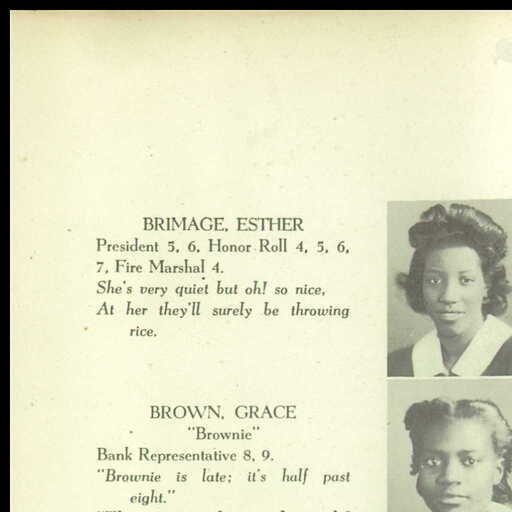 BRIMAGE, ESTHER
President 5, 6, Honor Roll 4, 5, 6,
7, Fire Marshal 4.
She's very quiet but oh! so nice,
At her they'll surely be throwing
rice.
BROWN, GRACE
"Brownie"
Bank Representative 8, 9.
"Brownie is late; it's half past
eight."